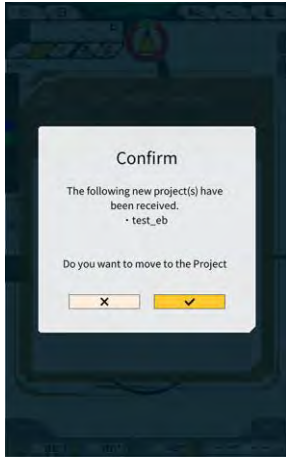 Confirm
The following new project(s) have
been received.
・test_eb
Do you want to move to the Project